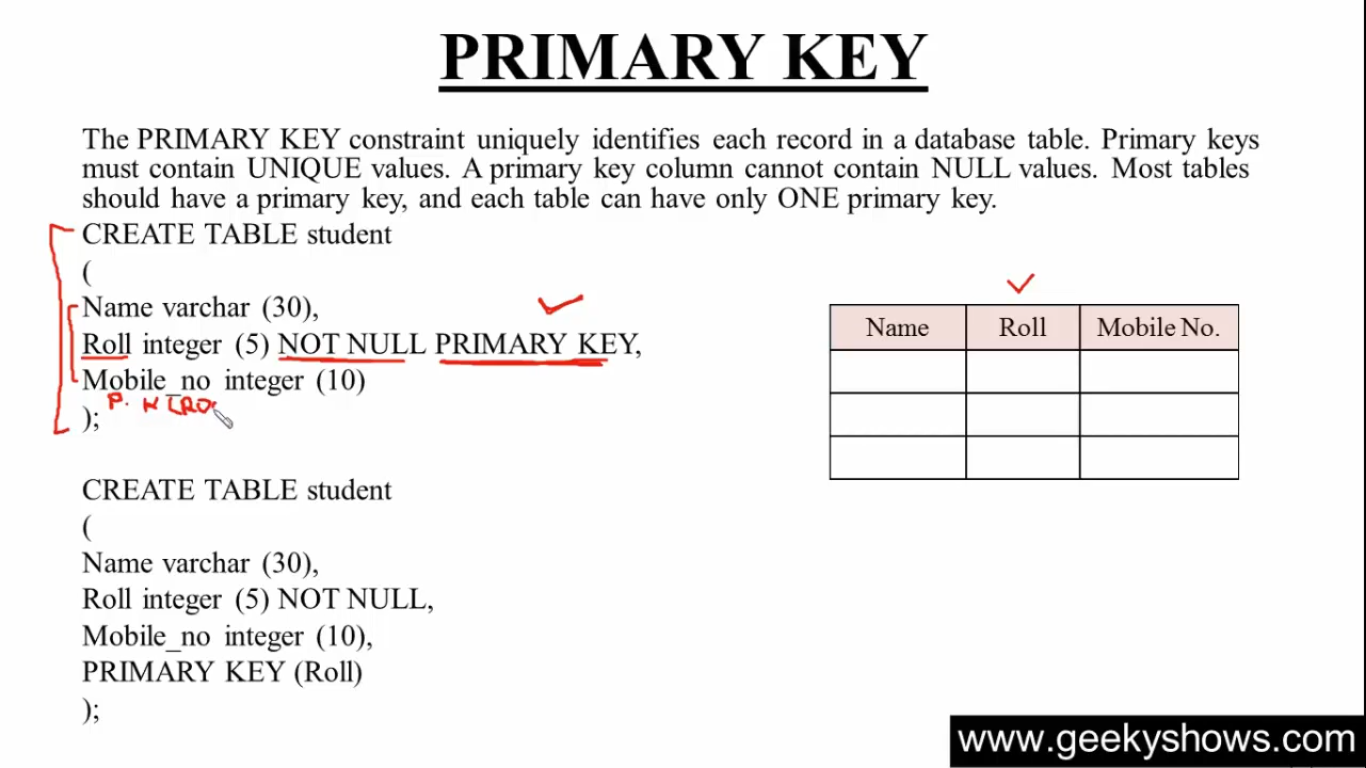 PRIMARY KEY
The PRIMARY KEY constraint uniquely identifies each record in a database table. Primary keys
must contain UNIQUE values. A primary key column cannot contain NULL values. Most tables
should have a primary key, and each table can have only ONE primary key.
CREATE TABLE student
(
Name varchar (30),
Roll integer (5) NOT NULL PRIMARY KEY,
Mobile_no integer (10)
P. K (Ro
);
Name Roll Mobile No.
CREATE TABLE student
(
Name varchar (30),
Roll integer (5) NOT NULL,
Mobile_no integer (10),
PRIMARY KEY (Roll)
);
www.geekyshows.com